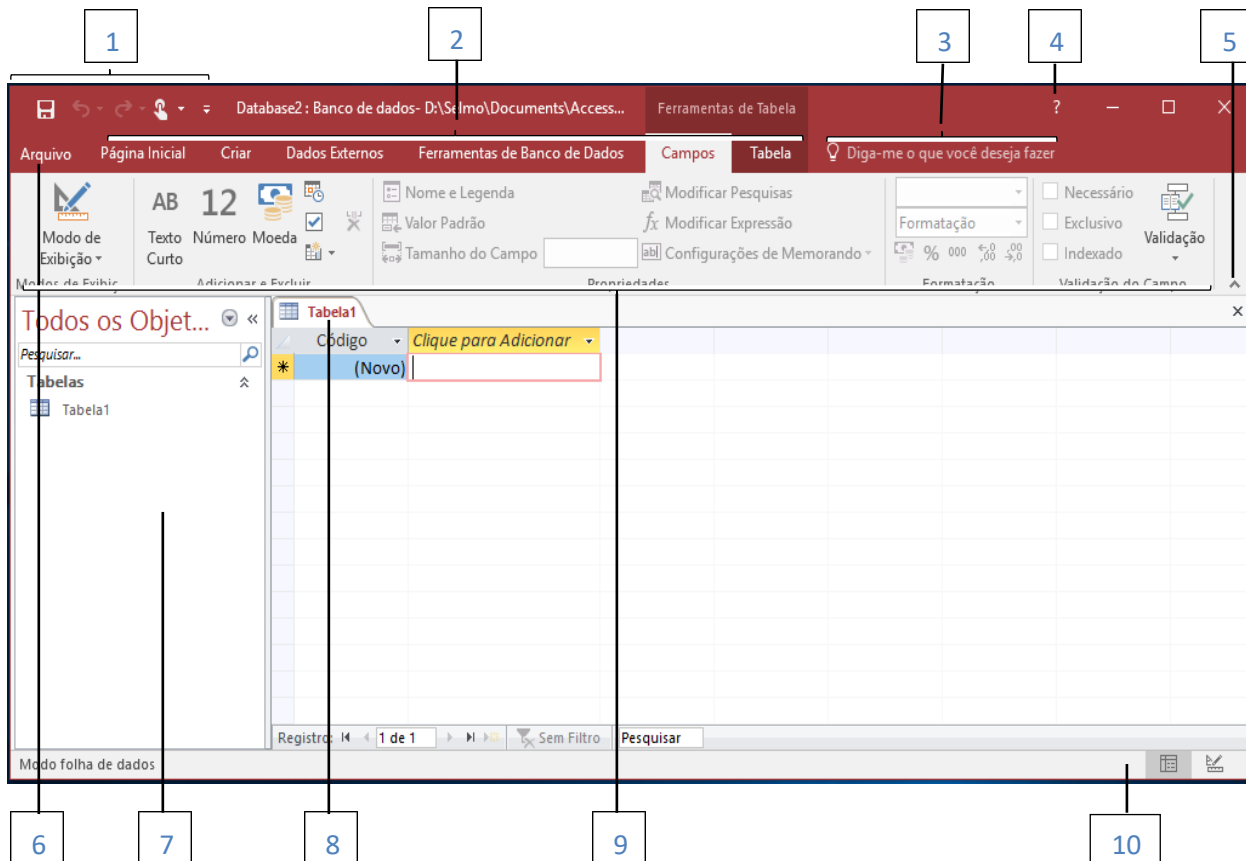 1 2 3 4 5
Database2 : Banco de dados- D:\Selmo\Documents\Access... Ferramentas de Tabela ?
Arquivo Página Inicial Criar Dados Externos Ferramentas de Banco de Dados Campos Tabela Diga-me o que você deseja fazer
AB 12 Nome e Legenda Modificar Pesquisas Necessário
Valor Padrão fx Modificar Expressão Formatação Exclusivo
Modo de Exibição Texto Curto Número Moeda Tamanho do Campo ab Configurações de Memorando % 000 Indexado Validação
Modos de Exibiç Adicionar e Excluir Propriedades Formatação Validação do Campo
Todos os Objet... «
Pesquisar...
Tabelas
Tabela1
Tabela1
Código Clique para Adicionar
(Novo)
Registro: 1 de 1 Sem Filtro Pesquisar
Modo folha de dados
6 7 8 9 10